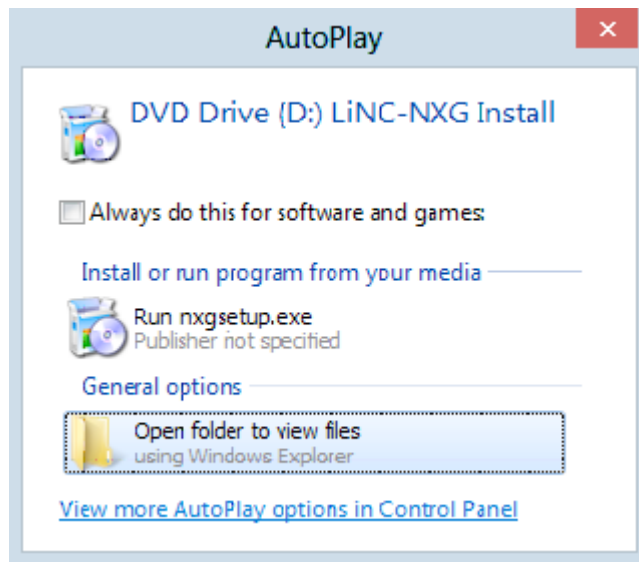 AutoPlay
DVD Drive (D:) LiNC-NXG Install
Always do this for software and games:
Install or run program from your media
Run nxgsetup.exe
Publisher not specified
General options
Open folder to view files
using Windows Explorer
View more AutoPlay options in Control Panel